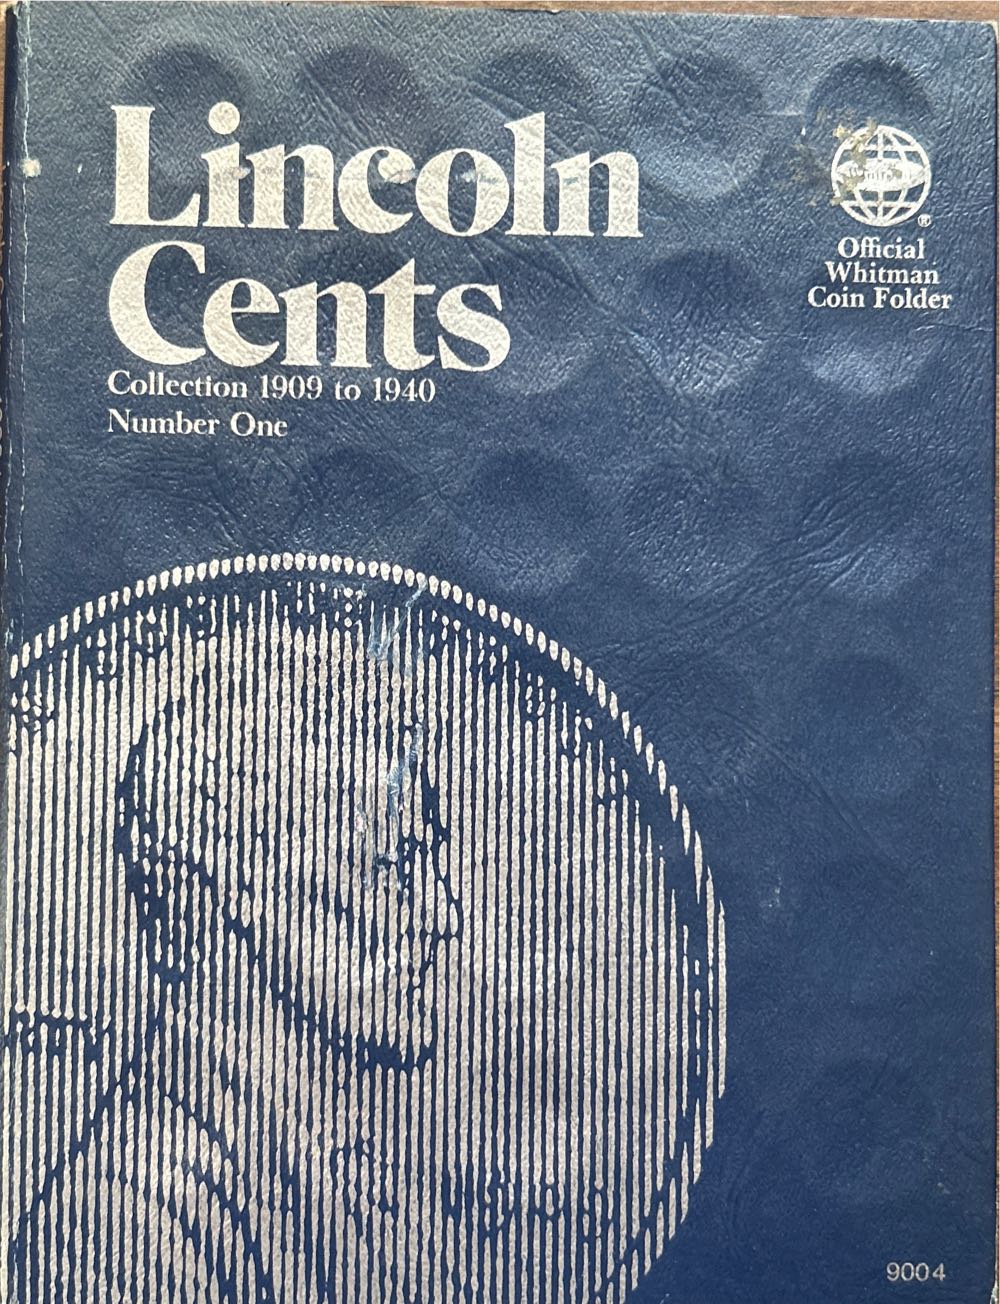 Lincoln
Cents
Collection 1909 to 1940
Number One
®
Official
Whitman
Coin Folder
9004